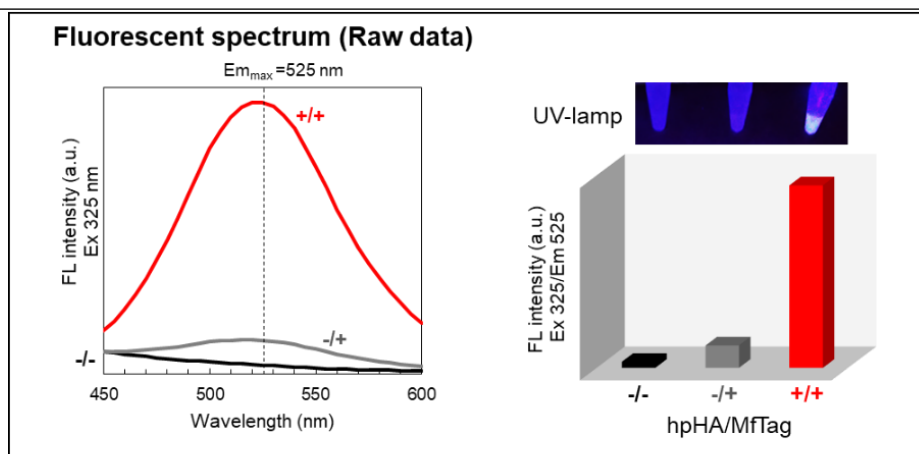 Fluorescent spectrum (Raw data)
Emmax =525 nm
+/+
-/+
-/-
FL intensity (a.u.)
Ex 325 nm
450 500 550 600
Wavelength (nm)
UV-lamp
FL intensity (a.u.)
Ex 325/Em 525
-/- -/+ +/+
hpHA/MfTag